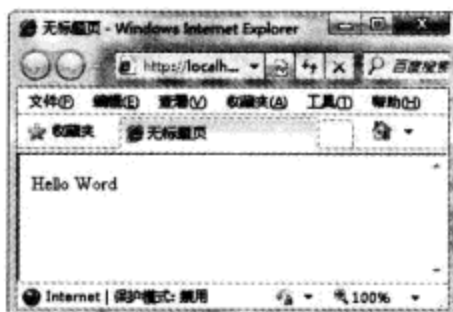 无标题页 - Windows Internet Explorer
http://localh... 百度搜索
文件(F) 编辑(E) 查看(V) 收藏夹(A) 工具(T) 帮助(H)
收藏夹 无标题页
Hello Word
Internet | 保护模式: 禁用 100%